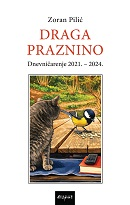 Zoran Pilić
DRAGA
PRAZNINO
Dnevničarenje 2021. – 2024.